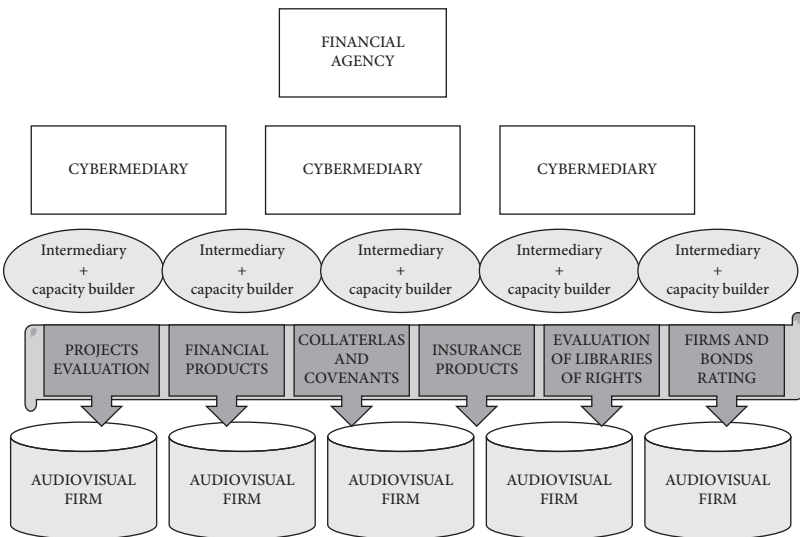 FINANCIAL
AGENCY
CYBERMEDIARY
CYBERMEDIARY
CYBERMEDIARY
Intermediary
+
capacity builder
Intermediary
+
capacity builder
Intermediary
+
capacity builder
Intermediary
+
capacity builder
Intermediary
+
capacity builder
PROJECTS
EVALUATION
FINANCIAL
PRODUCTS
COLLATERLAS
AND
COVENANTS
INSURANCE
PRODUCTS
EVALUATION
OF LIBRARIES
OF RIGHTS
FIRMS AND
BONDS
RATING
AUDIOVISUAL
FIRM
AUDIOVISUAL
FIRM
AUDIOVISUAL
FIRM
AUDIOVISUAL
FIRM
AUDIOVISUAL
FIRM